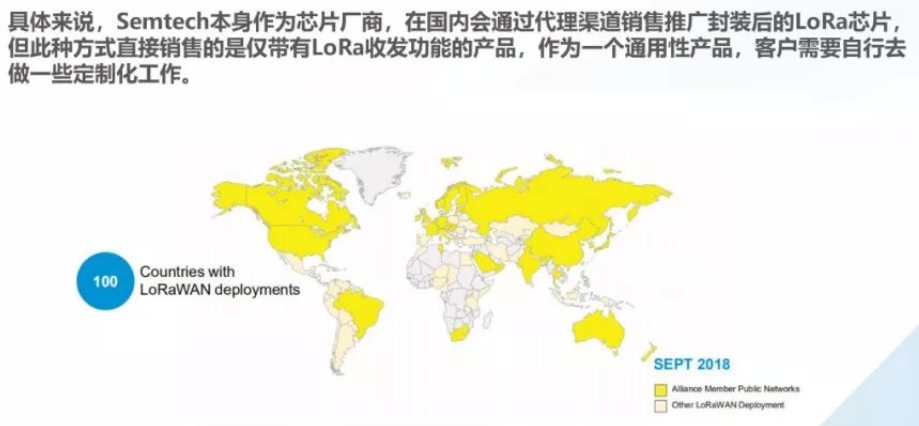 具体来说，Semtech本身作为芯片厂商，在国内会通过代理渠道销售推广封装后的LoRa芯片，
但此种方式直接销售的是仅带有LoRa收发功能的产品，作为一个通用性产品，客户需要自行去
做一些定制化工作。
100
Countries with
LoRaWAN deployments
SEPT 2018
Alliance Member Public Networks
Other LoRaWAN Deployment